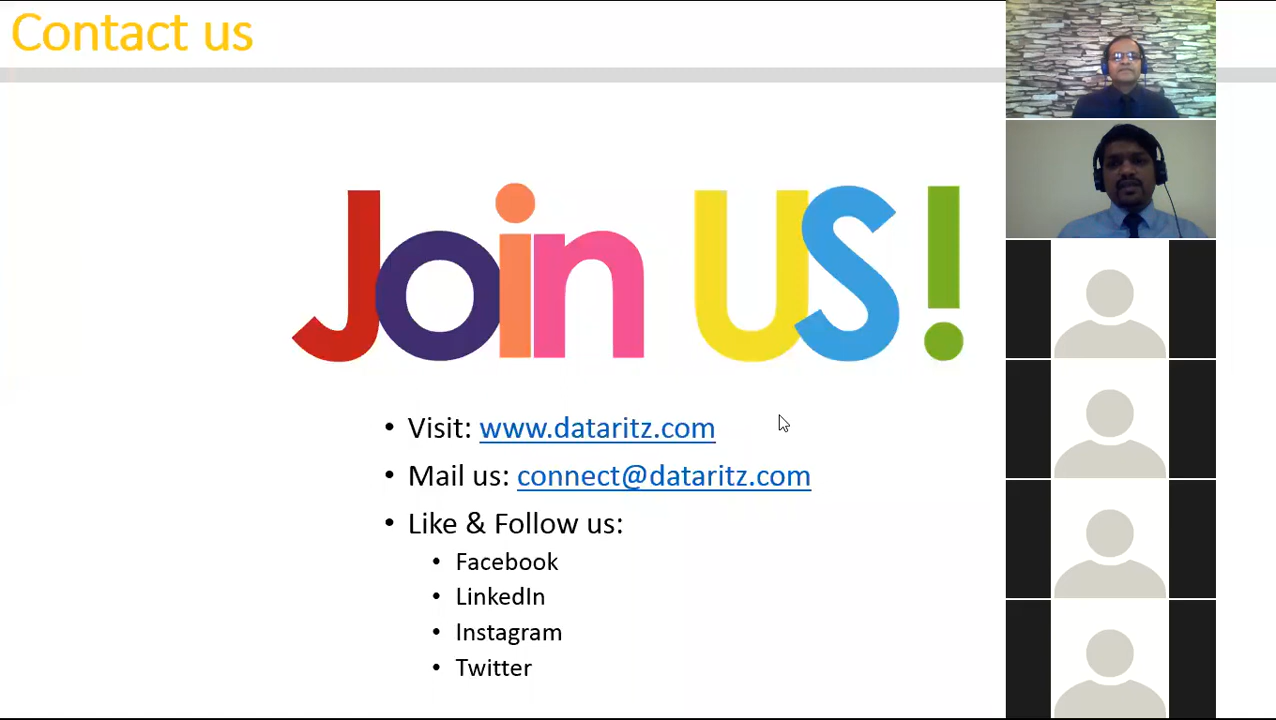 Contact us
Join US!
• Visit: www.dataritz.com
• Mail us: connect@dataritz.com
• Like & Follow us:
• Facebook
• LinkedIn
• Instagram
• Twitter